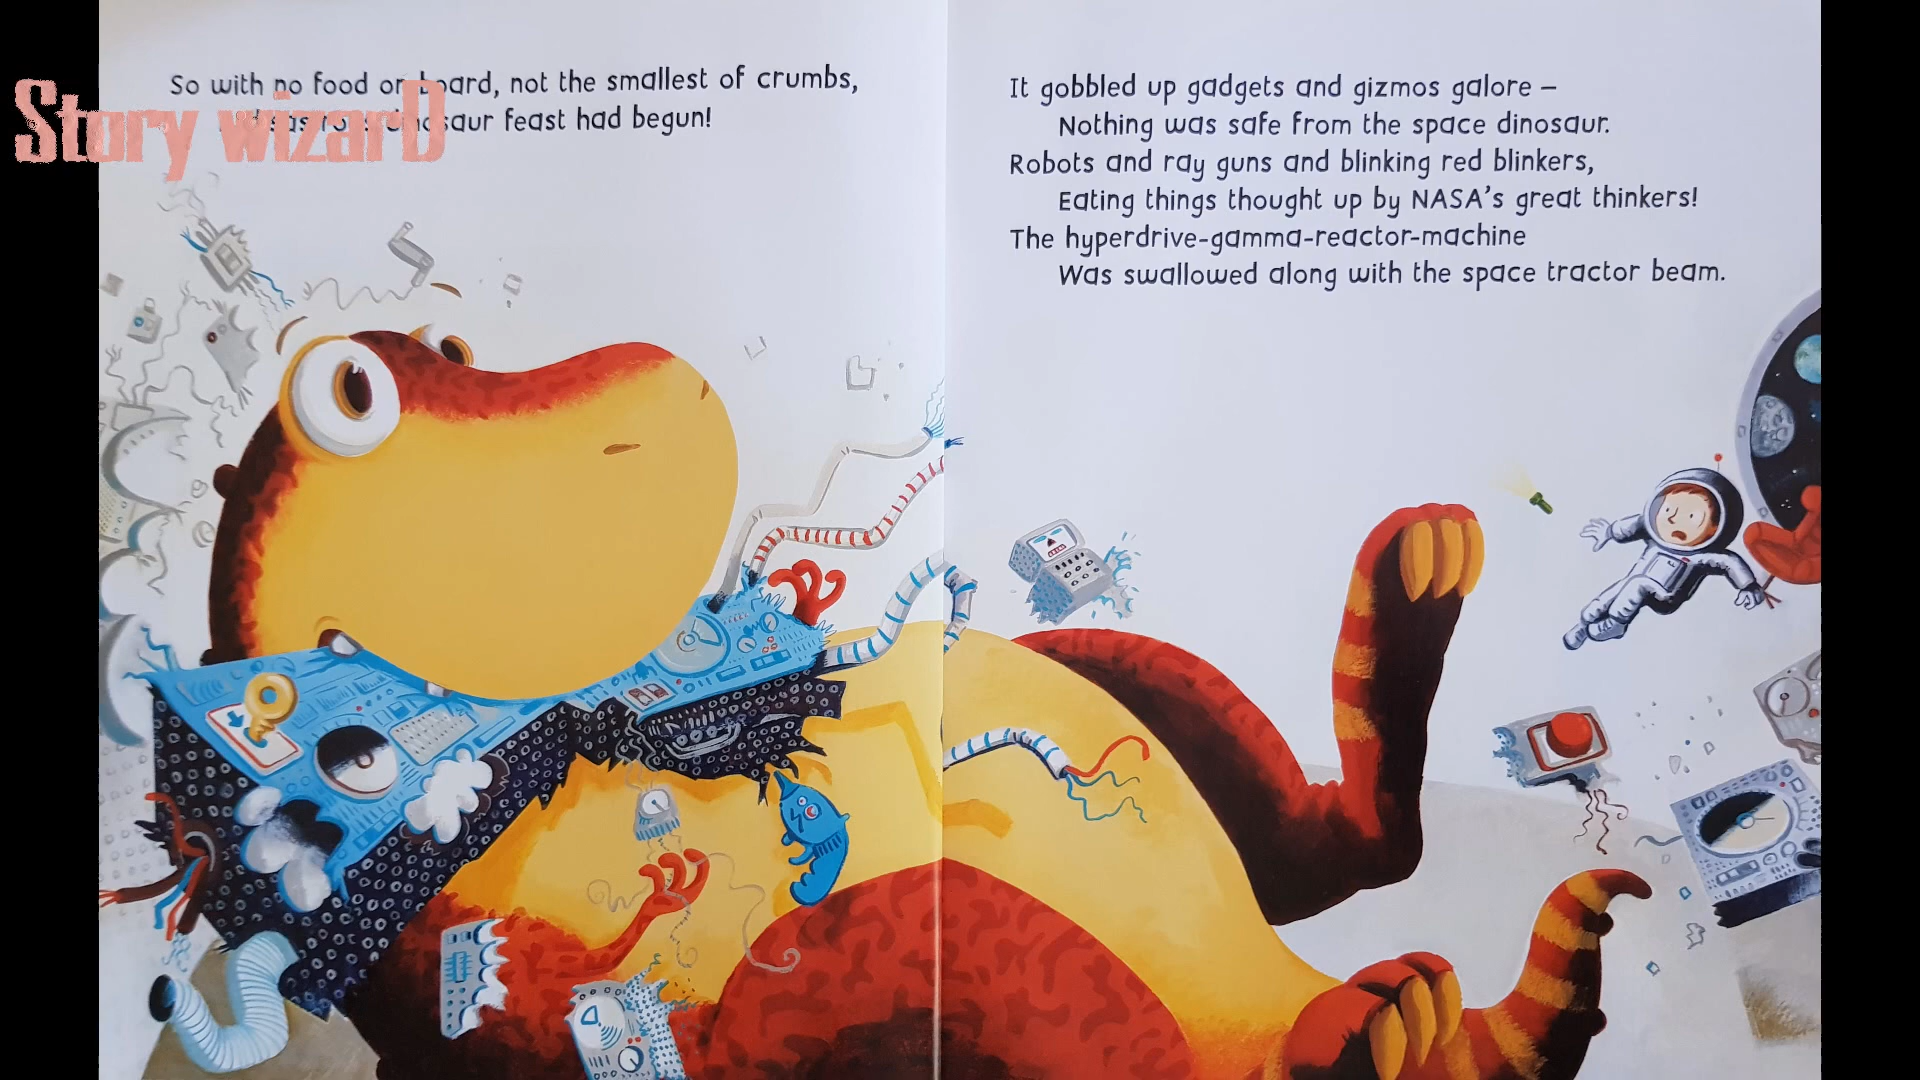 So with no food on board, not the smallest of crumbs,
dinosaur feast had begun!
Story wizarD
It gobbled up gadgets and gizmos galore –
Nothing was safe from the space dinosaur.
Robots and ray guns and blinking red blinkers,
Eating things thought up by NASA's great thinkers!
The hyperdrive-gamma-reactor-machine
Was swallowed along with the space tractor beam.